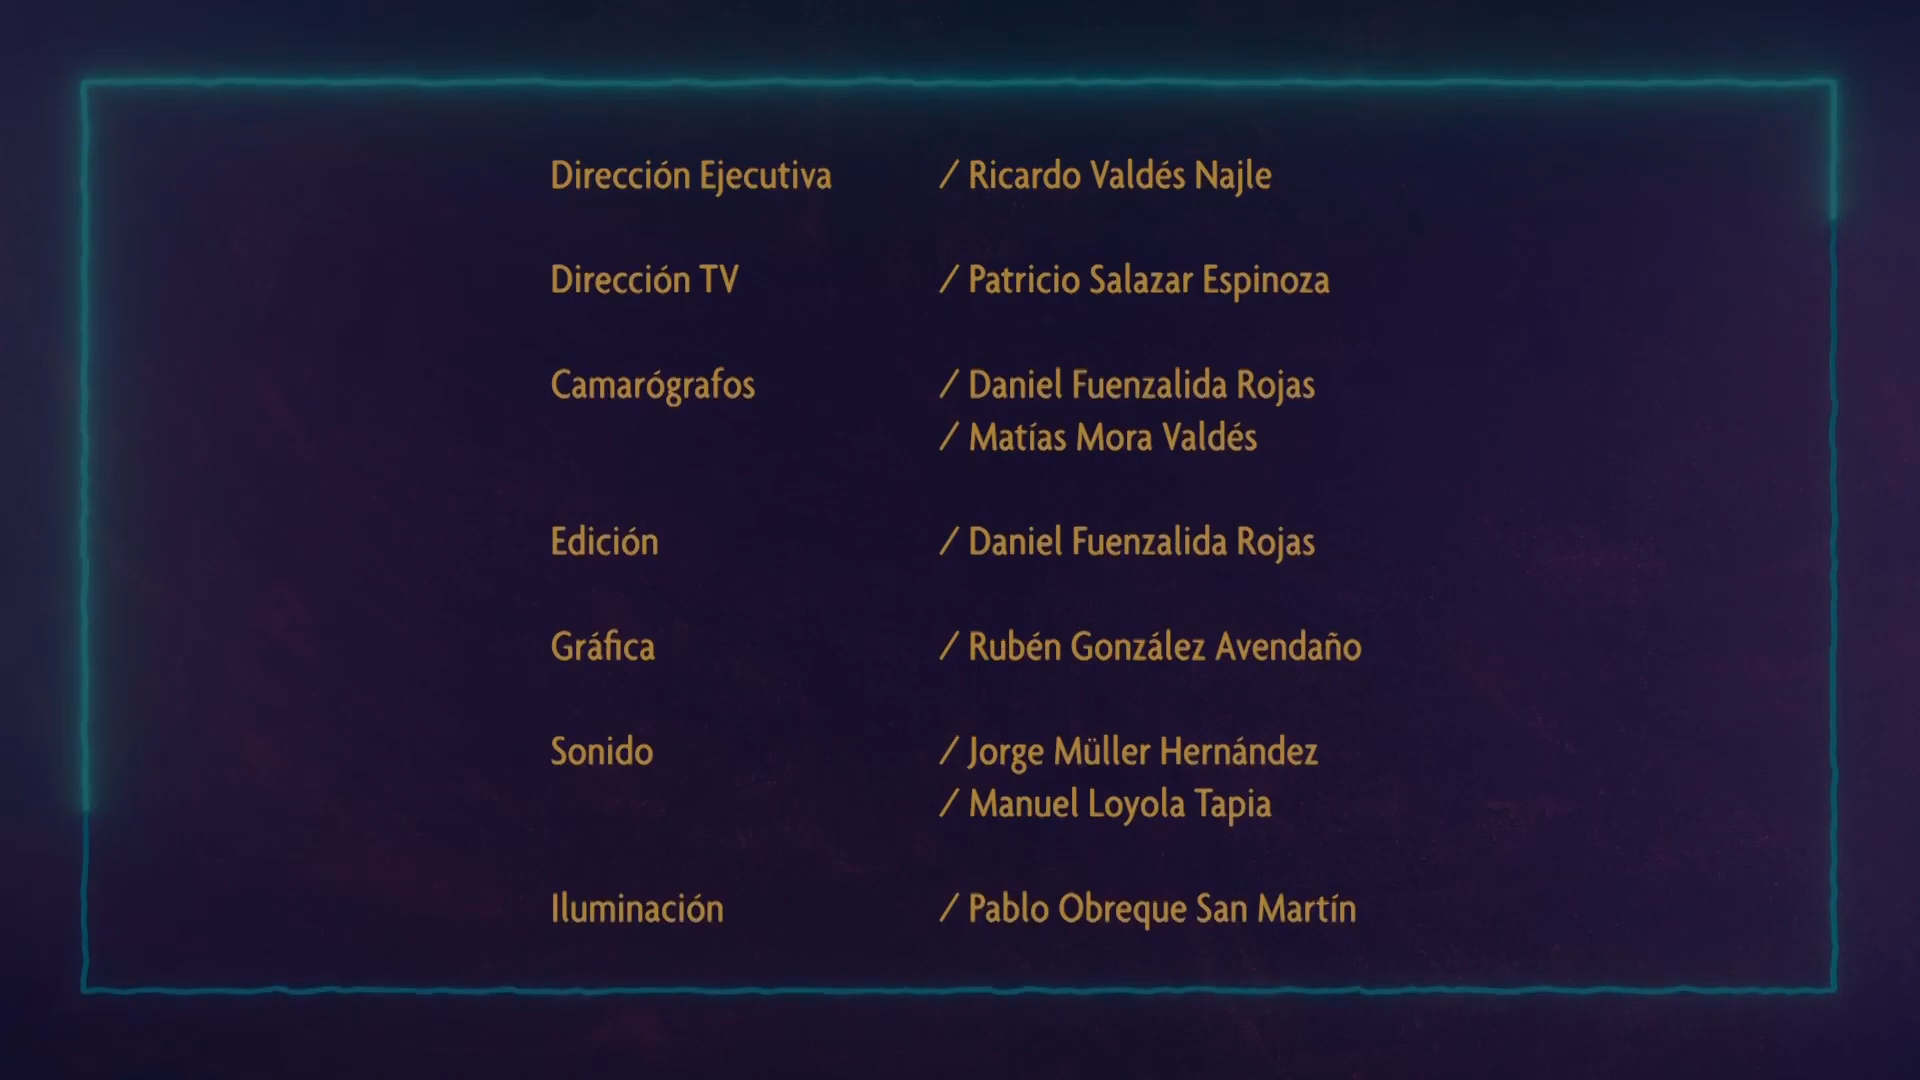 Dirección Ejecutiva / Ricardo Valdés Najle
Dirección TV / Patricio Salazar Espinoza
Camarógrafos / Daniel Fuenzalida Rojas
/ Matías Mora Valdés
Edición / Daniel Fuenzalida Rojas
Gráfica / Rubén González Avendaño
Sonido / Jorge Müller Hernández
/ Manuel Loyola Tapia
Iluminación / Pablo Obreque San Martín